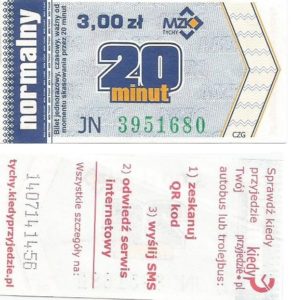 normalny
Bilet jednorazowy, czasowy, ważny od
momentu skasowania przez 20 minut
3,00 zł
MZK
TYCHY
20
minut
JN 3951680
CZG
Sprawdź kiedy
przyjedzie
Twój
autobus lub trolejbus:
kiedy
przyjedzie.pl
1) zeskanuj
QR kod
2) odwiedź serwis
internetowy
3) wyślij SMS
Wszystkie szczegóły na:
tychy.kiedyprzyjedzie.pl
140714 1456